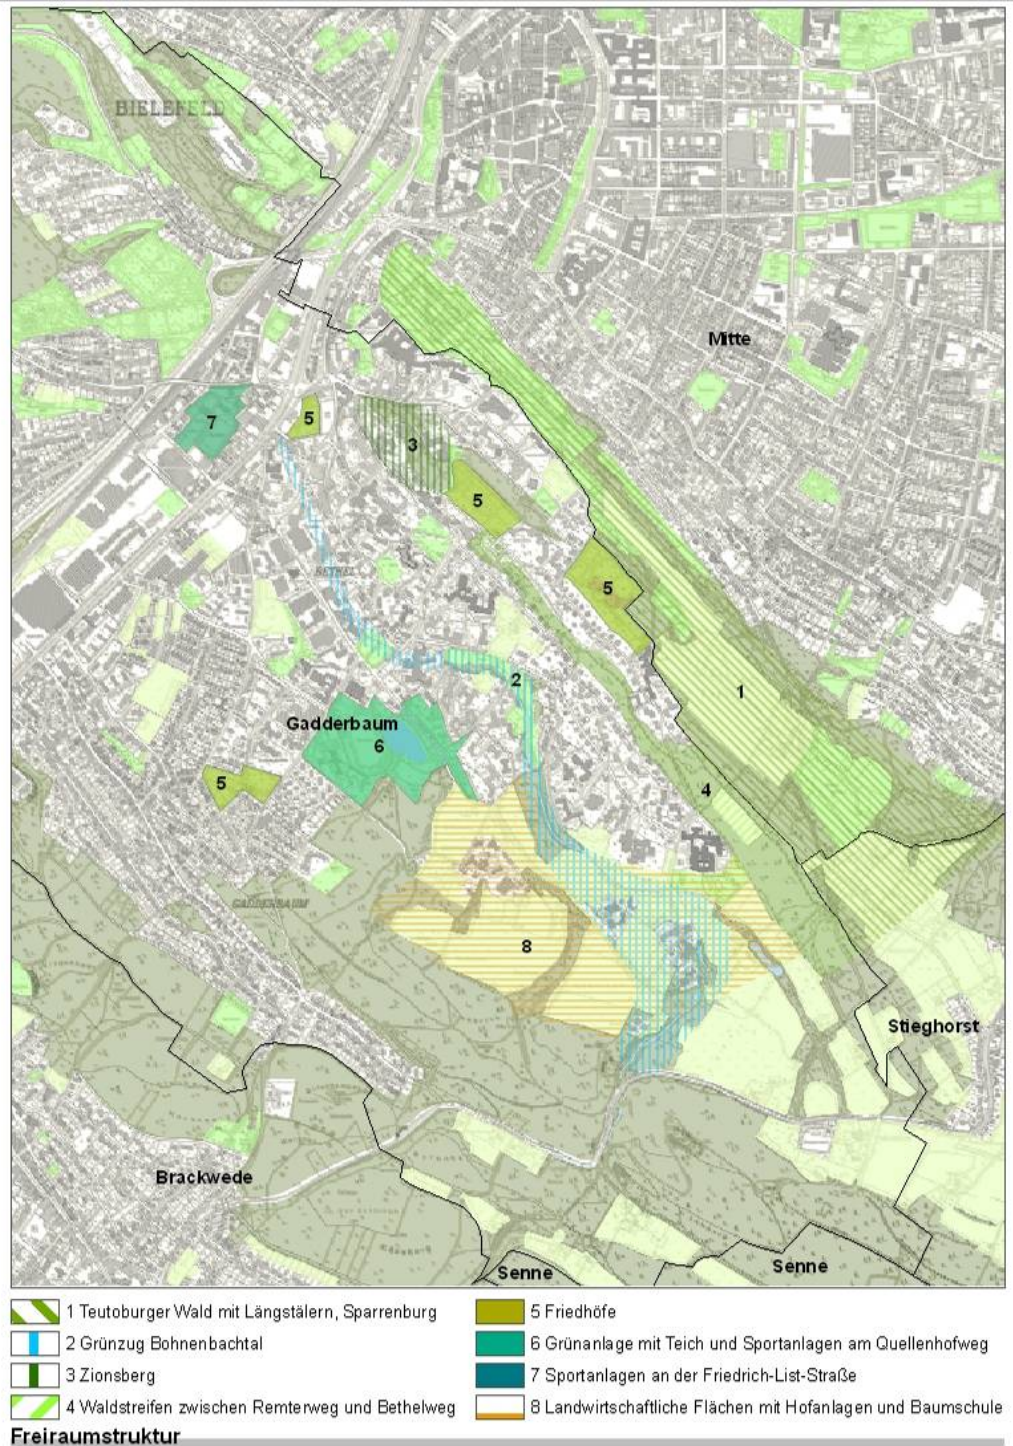 BIELEFELD
Mitte
7
5
3
5
BETHEL
5
1
2
Gadderbaum
6
5
4
GADDERBAUM
8
Stieghorst
Brackwede
Senne
Senne
1 Teutoburger Wald mit Längstälern, Sparrenburg
2 Grünzug Bohnenbachtal
3 Zionsberg
4 Waldstreifen zwischen Remterweg und Bethelweg
5 Friedhöfe
6 Grünanlage mit Teich und Sportanlagen am Quellenhofweg
7 Sportanlagen an der Friedrich-List-Straße
8 Landwirtschaftliche Flächen mit Hofanlagen und Baumschule
Freiraumstruktur